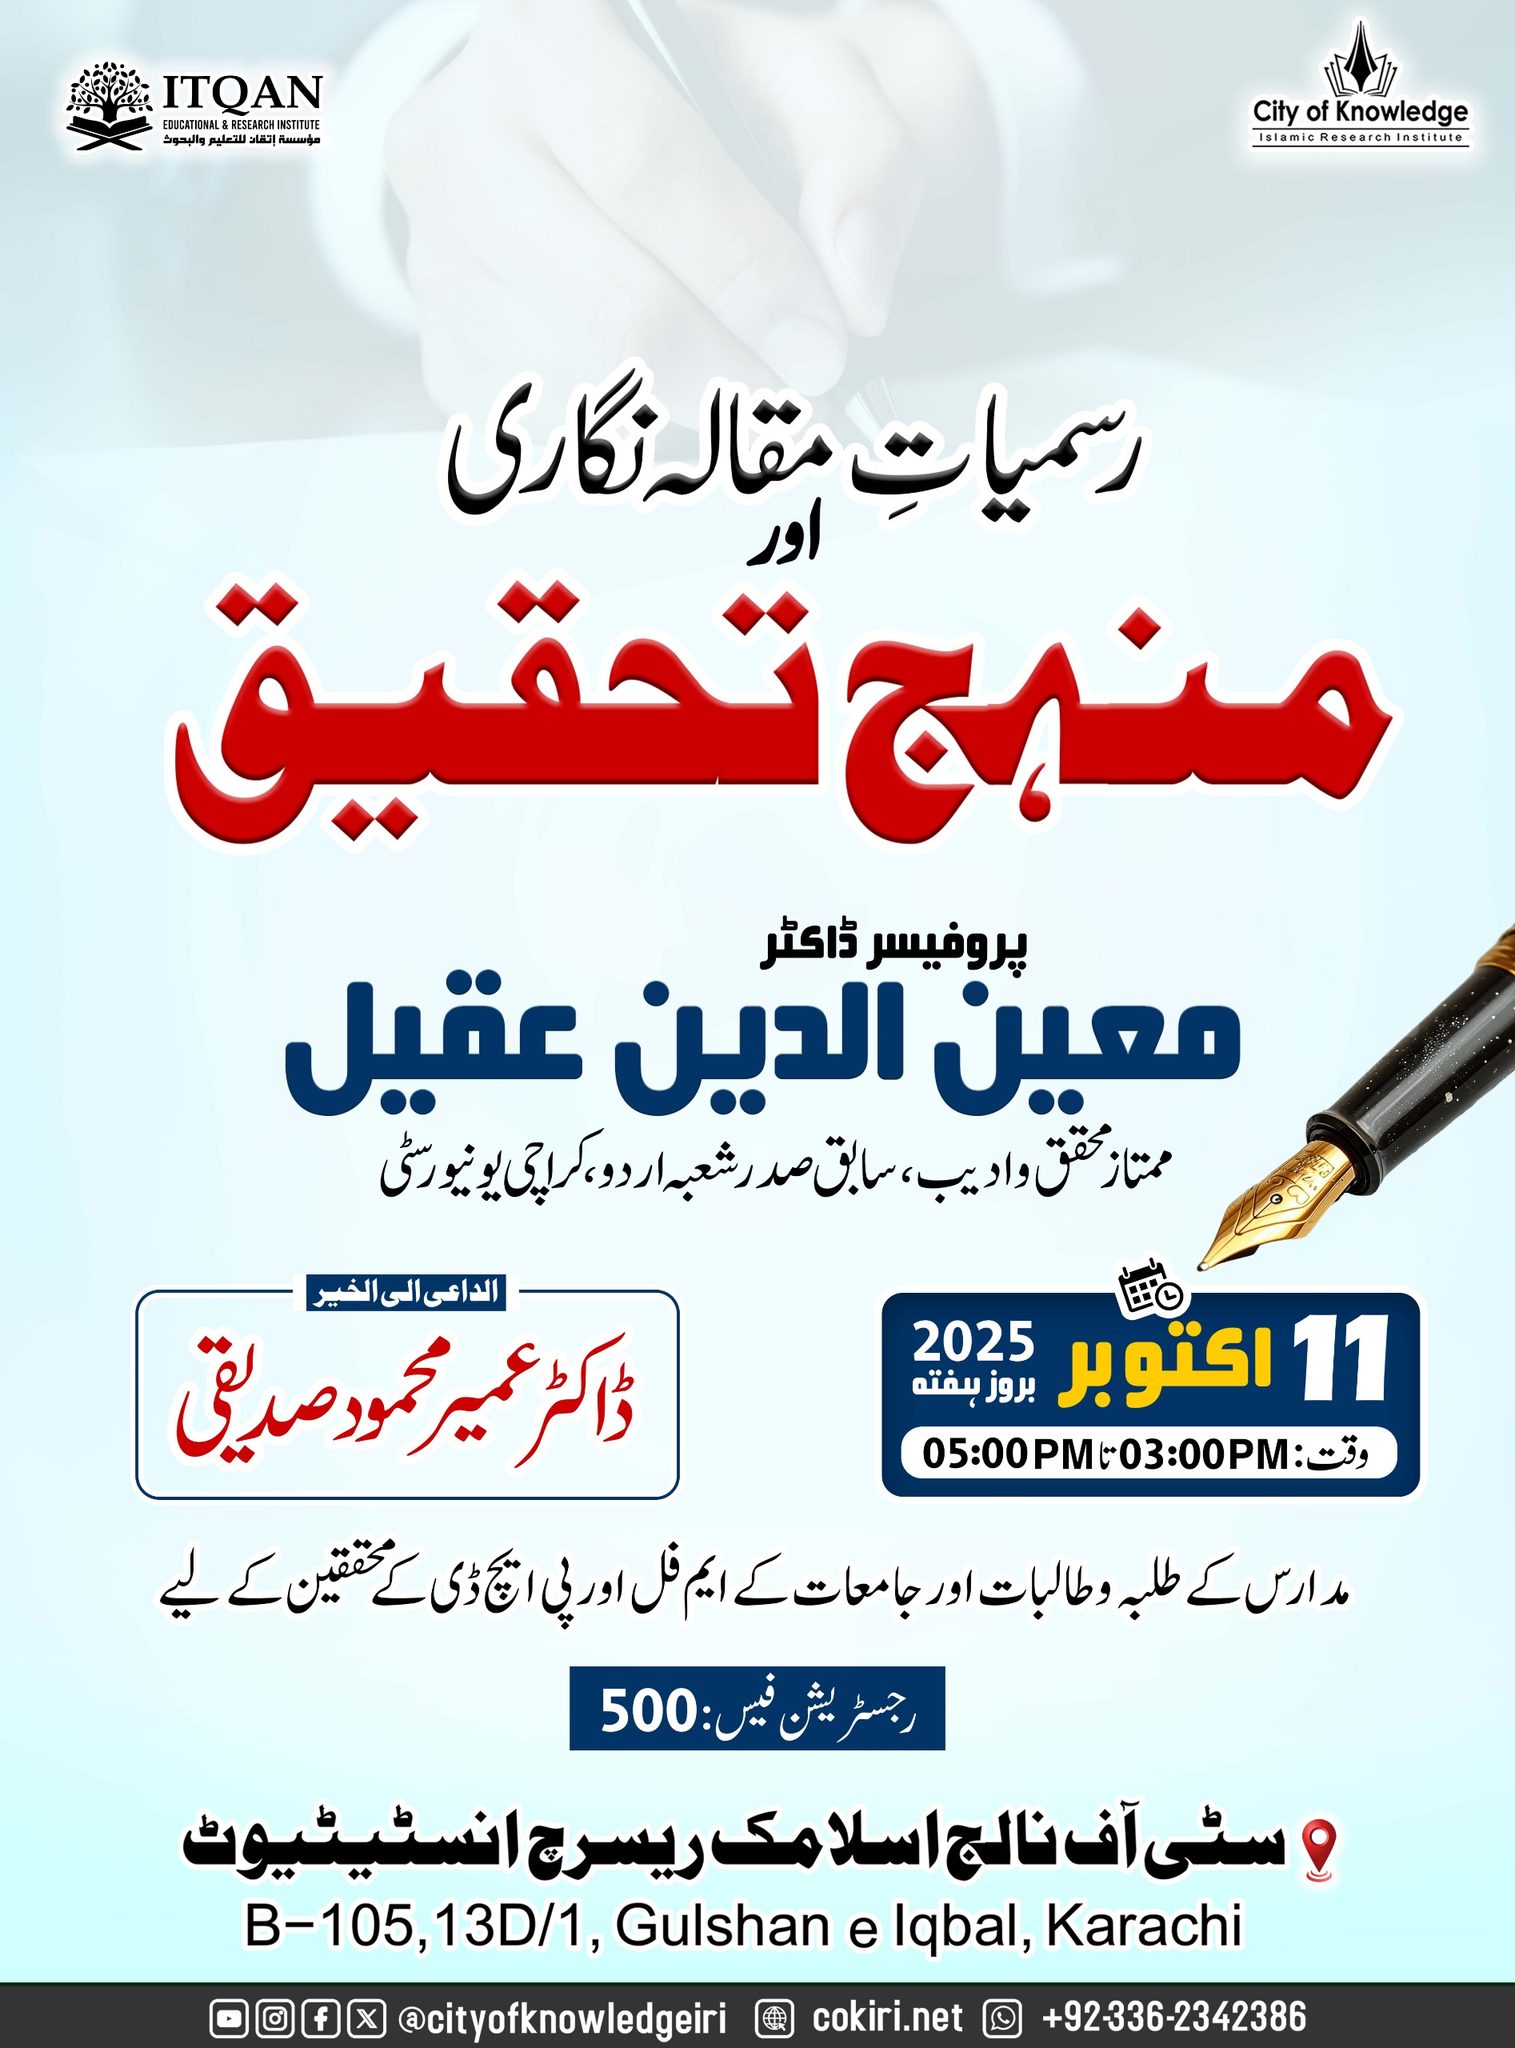 ITQAN
EDUCATIONAL & RESEARCH INSTITUTE
مؤسسة إتقان للتعليم والبحوث
City of Knowledge
Islamic Research Institute
رسمیاتِ مقالہ نگاری
اور
منہج تحقیق
پروفیسر ڈاکٹر
معین الدین عقیل
ممتاز محقق و ادیب، سابق صدر شعبہ اردو، کراچی یونیورسٹی
11 اکتوبر 2025
بروز ہفتہ
وقت: 03:00PM تا 05:00PM
الداعی الی الخیر
ڈاکٹر عمیر محمود صدیقی
مدارس کے طلبہ و طالبات اور جامعات کے ایم فل اور پی ایچ ڈی کے محققین کے لیے
رجسٹریشن فیس: 500
سٹی آف نالج اسلامک ریسرچ انسٹیٹیوٹ
B-105,13D/1, Gulshan e Iqbal, Karachi
@cityofknowledgeiri cokiri.net +92-336-2342386